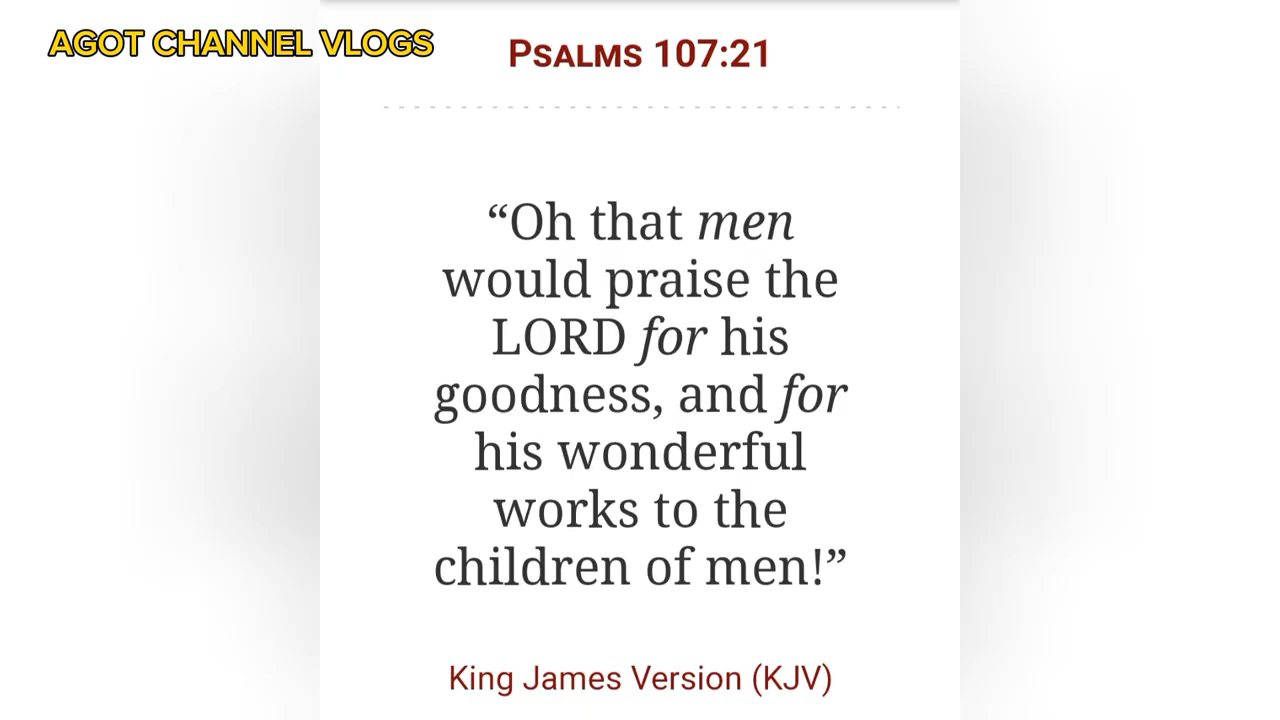 AGOT CHANNEL VLOGS
PSALMS 107:21
“Oh that men
would praise the
LORD for his
goodness, and for
his wonderful
works to the
children of men!”
King James Version (KJV)